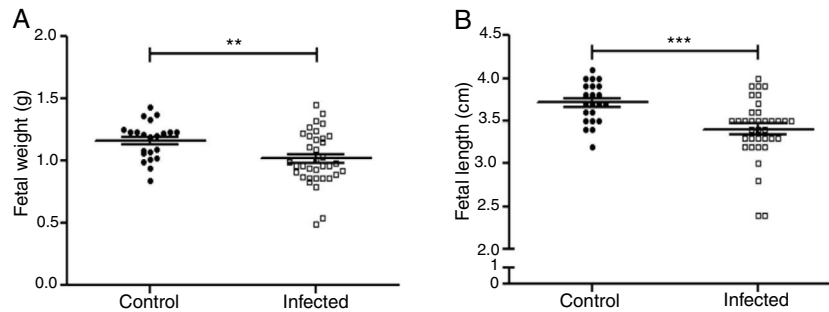 A
Fetal weight (g)
2.0
1.5
1.0
0.5
0.0
**
Control
Infected
B
Fetal length (cm)
4.5
4.0
3.5
3.0
2.5
2.0
1
0
***
Control
Infected